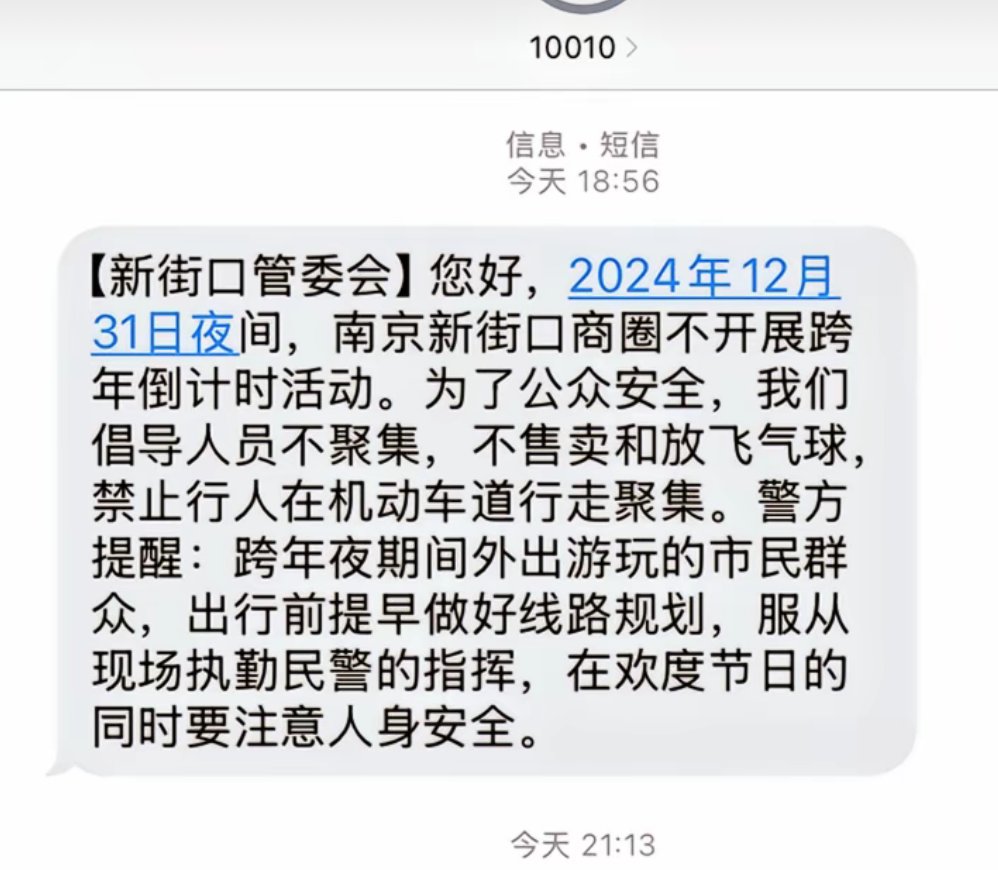 10010
信息・短信
今天 18:56
【新街口管委会】您好，2024年12月
31日夜间，南京新街口商圈不开展跨
年倒计时活动。为了公众安全，我们
倡导人员不聚集，不售卖和放飞气球，
禁止行人在机动车道行走聚集。警方
提醒：跨年夜期间外出游玩的市民群
众，出行前提早做好线路规划，服从
现场执勤民警的指挥，在欢度节日的
同时要注意人身安全。
今天 21:13